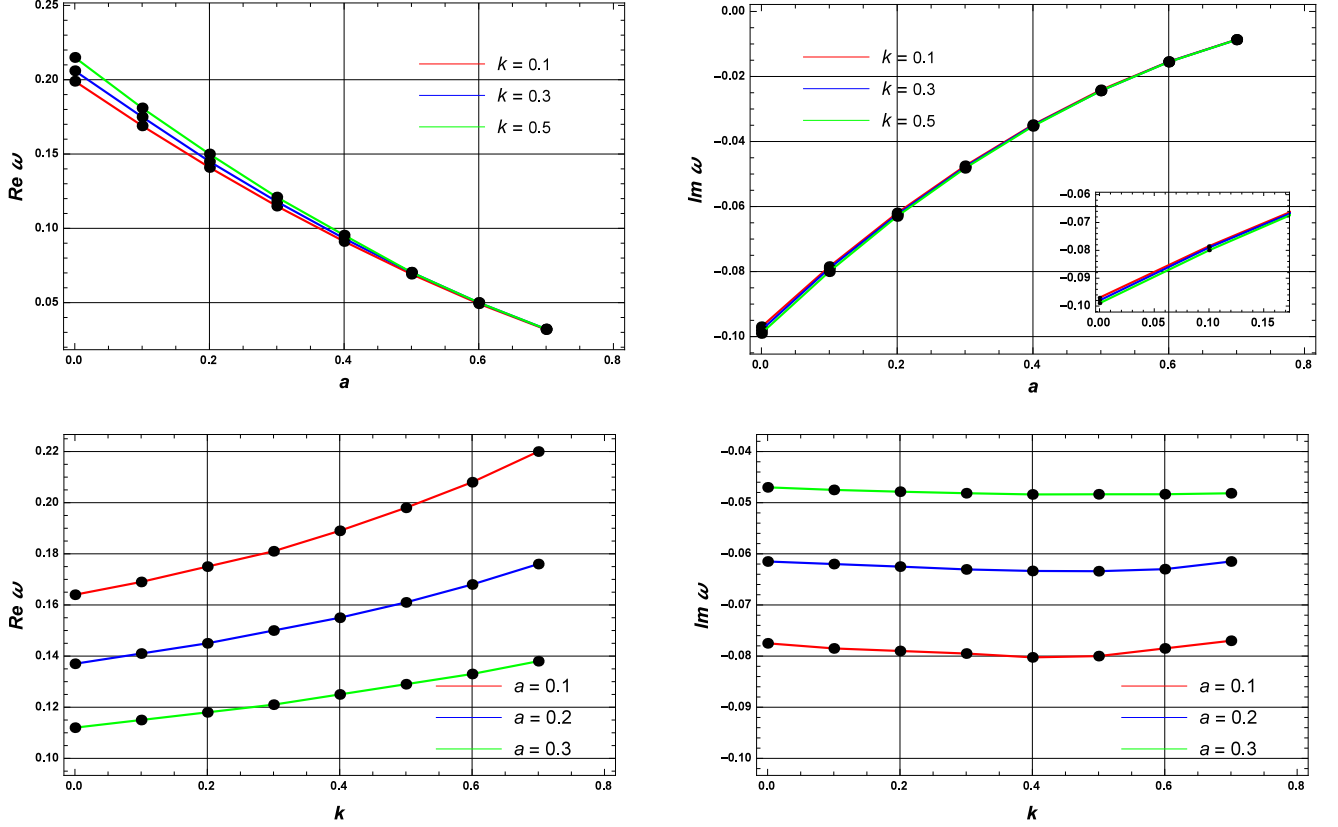 0.25
0.20
0.15
0.10
0.05
Re ω
k = 0.1
k = 0.3
k = 0.5
0.0 0.2 0.4 0.6 0.8
a
0.00
−0.02
−0.04
−0.06
−0.08
−0.10
Im ω
k = 0.1
k = 0.3
k = 0.5
−0.06
−0.07
−0.08
−0.09
−0.10
0.00 0.05 0.10 0.15
0.0 0.2 0.4 0.6 0.8
a
0.22
0.20
0.18
0.16
0.14
0.12
0.10
Re ω
a = 0.1
a = 0.2
a = 0.3
0.0 0.2 0.4 0.6 0.8
k
−0.04
−0.05
−0.06
−0.07
−0.08
−0.09
−0.10
Im ω
a = 0.1
a = 0.2
a = 0.3
0.0 0.2 0.4 0.6 0.8
k